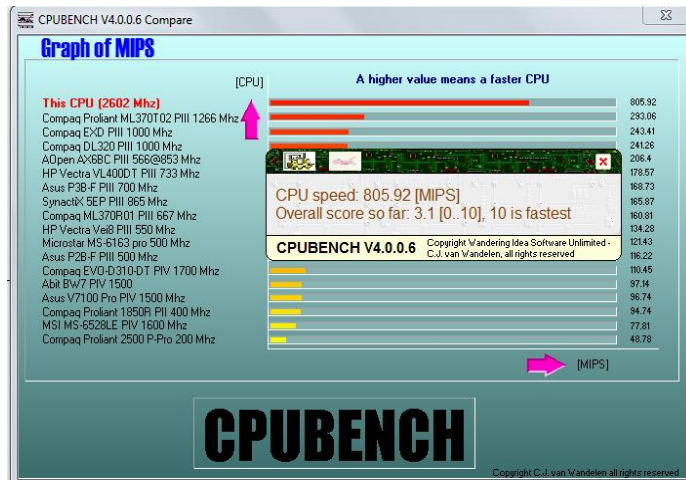 CPUBENCH V4.0.0.6 Compare
Graph of MIPS
[CPU]
A higher value means a faster CPU
This CPU (2602 Mhz) 805.92
Compaq Proliant ML370T02 PIII 1266 Mhz 293.06
Compaq EXD PIII 1000 Mhz 243.41
Compaq DL320 PIII 1000 Mhz 241.26
AOpen AX6BC PIII 566@853 Mhz 206.4
HP Vectra VL400DT PIII 733 Mhz 178.57
Asus P3B-F PIII 700 Mhz 168.73
SynactiX 5EP PIII 865 Mhz 165.87
Compaq ML370R01 PIII 667 Mhz 160.81
HP Vectra Vei8 PIII 550 Mhz 134.28
Microstar MS-6163 pro 500 Mhz 121.43
Asus P2B-F PIII 500 Mhz 116.22
Compaq EVO-D310-DT PIV 1700 Mhz 110.45
Abit BW7 PIV 1500 97.14
Asus V7100 Pro PIV 1500 Mhz 96.74
Compaq Proliant 1850R PII 400 Mhz 94.74
MSI MS-6528LE PIV 1600 Mhz 77.81
Compaq Proliant 2500 P-Pro 200 Mhz 48.78
CPU speed: 805.92 [MIPS]
Overall score so far: 3.1 [0..10], 10 is fastest
CPUBENCH V4.0.0.6
Copyright Wandering Idea Software Unlimited -
C.J. van Wandelen, all rights reserved
[MIPS]
CPUBENCH
Copyright C.J. van Wandelen all rights reserved